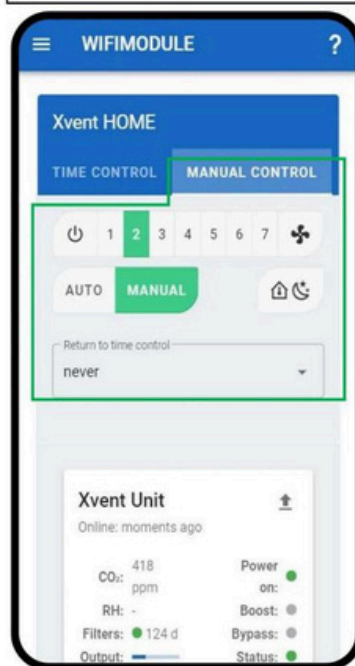 WIFIMODULE ?
Xvent HOME
TIME CONTROL MANUAL CONTROL
1 2 3 4 5 6 7
AUTO MANUAL
Return to time control
never
Xvent Unit
Online: moments ago
CO₂: 418 ppm Power on:
RH: - Boost:
Filters: 124 d Bypass:
Output: Status: